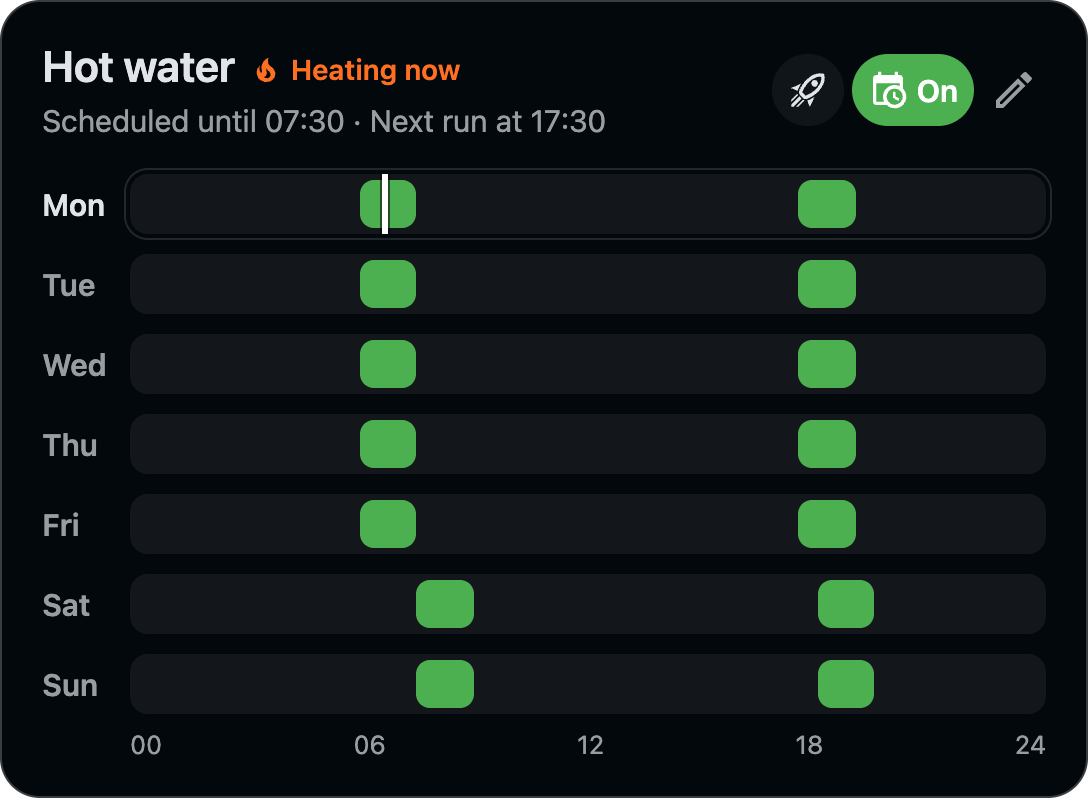 Hot water
Heating now
On
Scheduled until 07:30 · Next run at 17:30
Mon
Tue
Wed
Thu
Fri
Sat
Sun
00 06 12 18 24